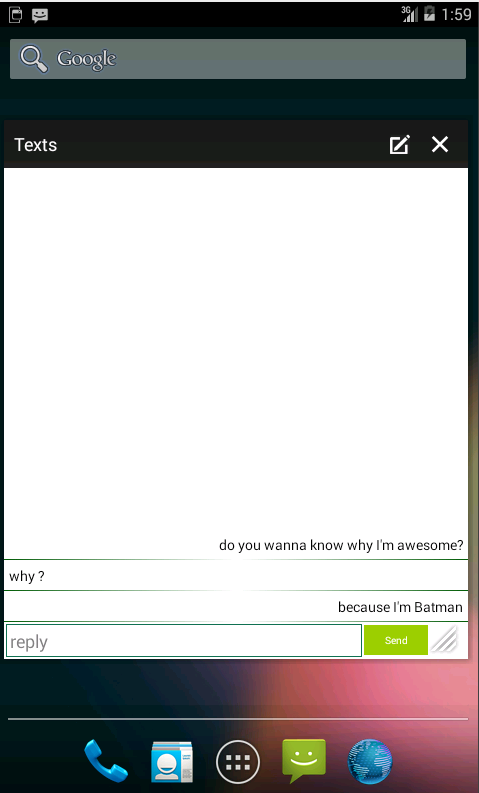 3G 1:59
Google
Texts
do you wanna know why I'm awesome?
why ?
because I'm Batman
reply Send